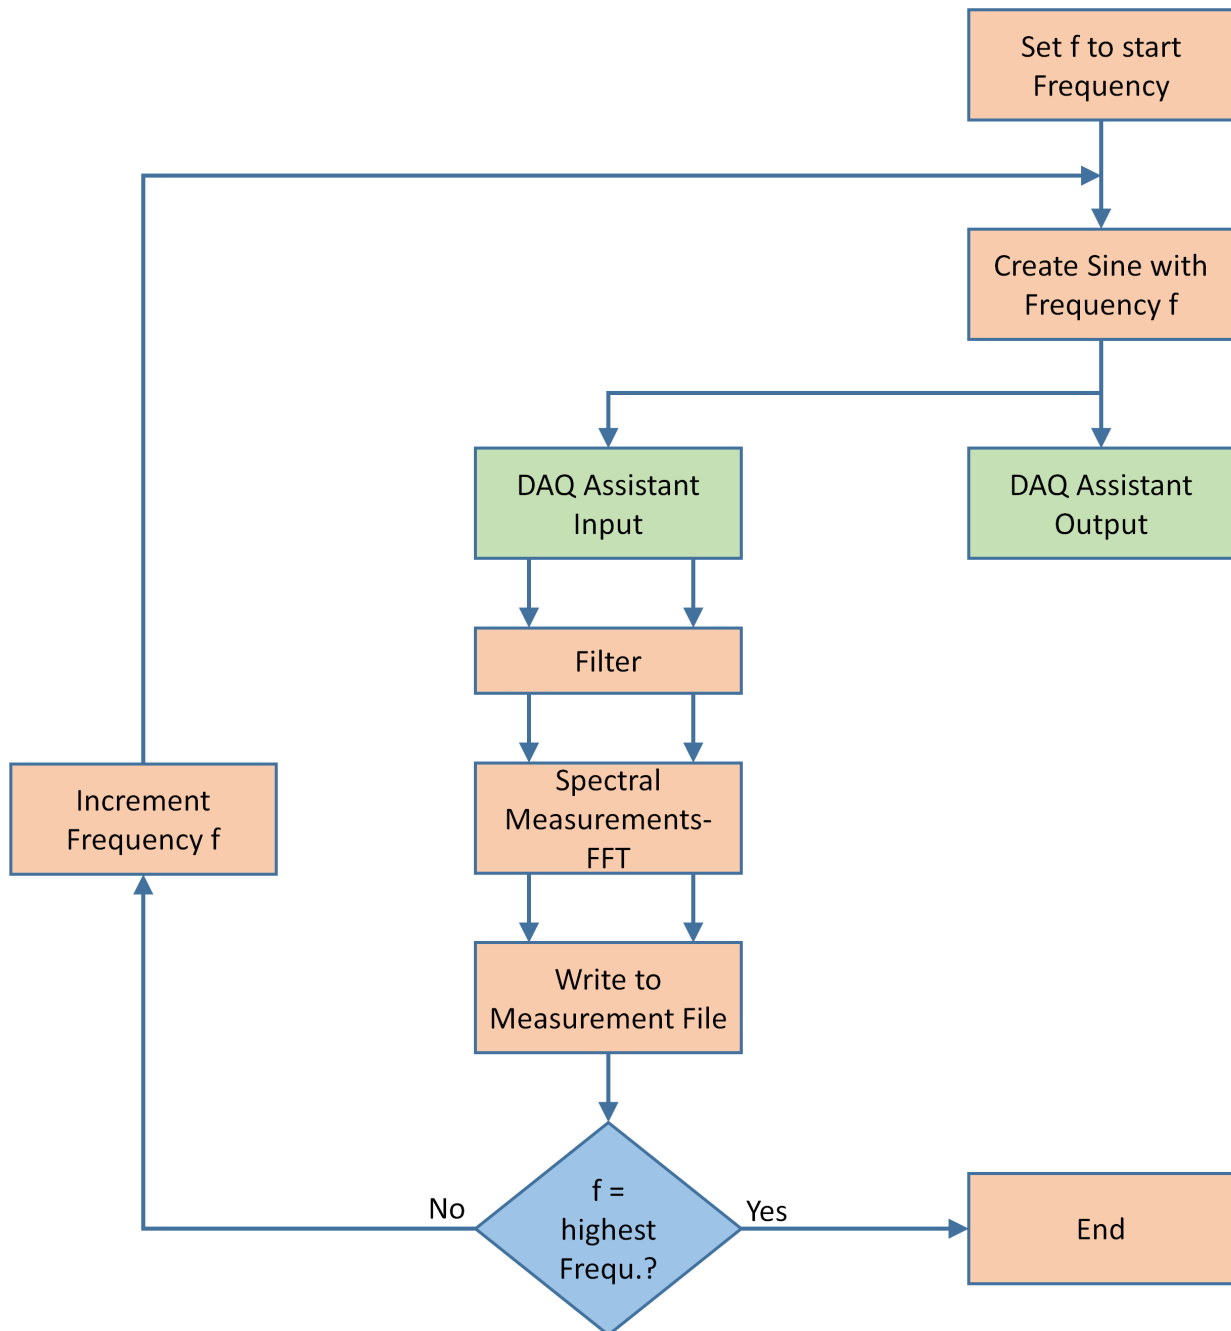 Set f to start
Frequency
Create Sine with
Frequency f
DAQ Assistant
Input
DAQ Assistant
Output
Filter
Spectral
Measurements-
FFT
Increment
Frequency f
Write to
Measurement File
f =
highest
Frequ.?
No
Yes
End